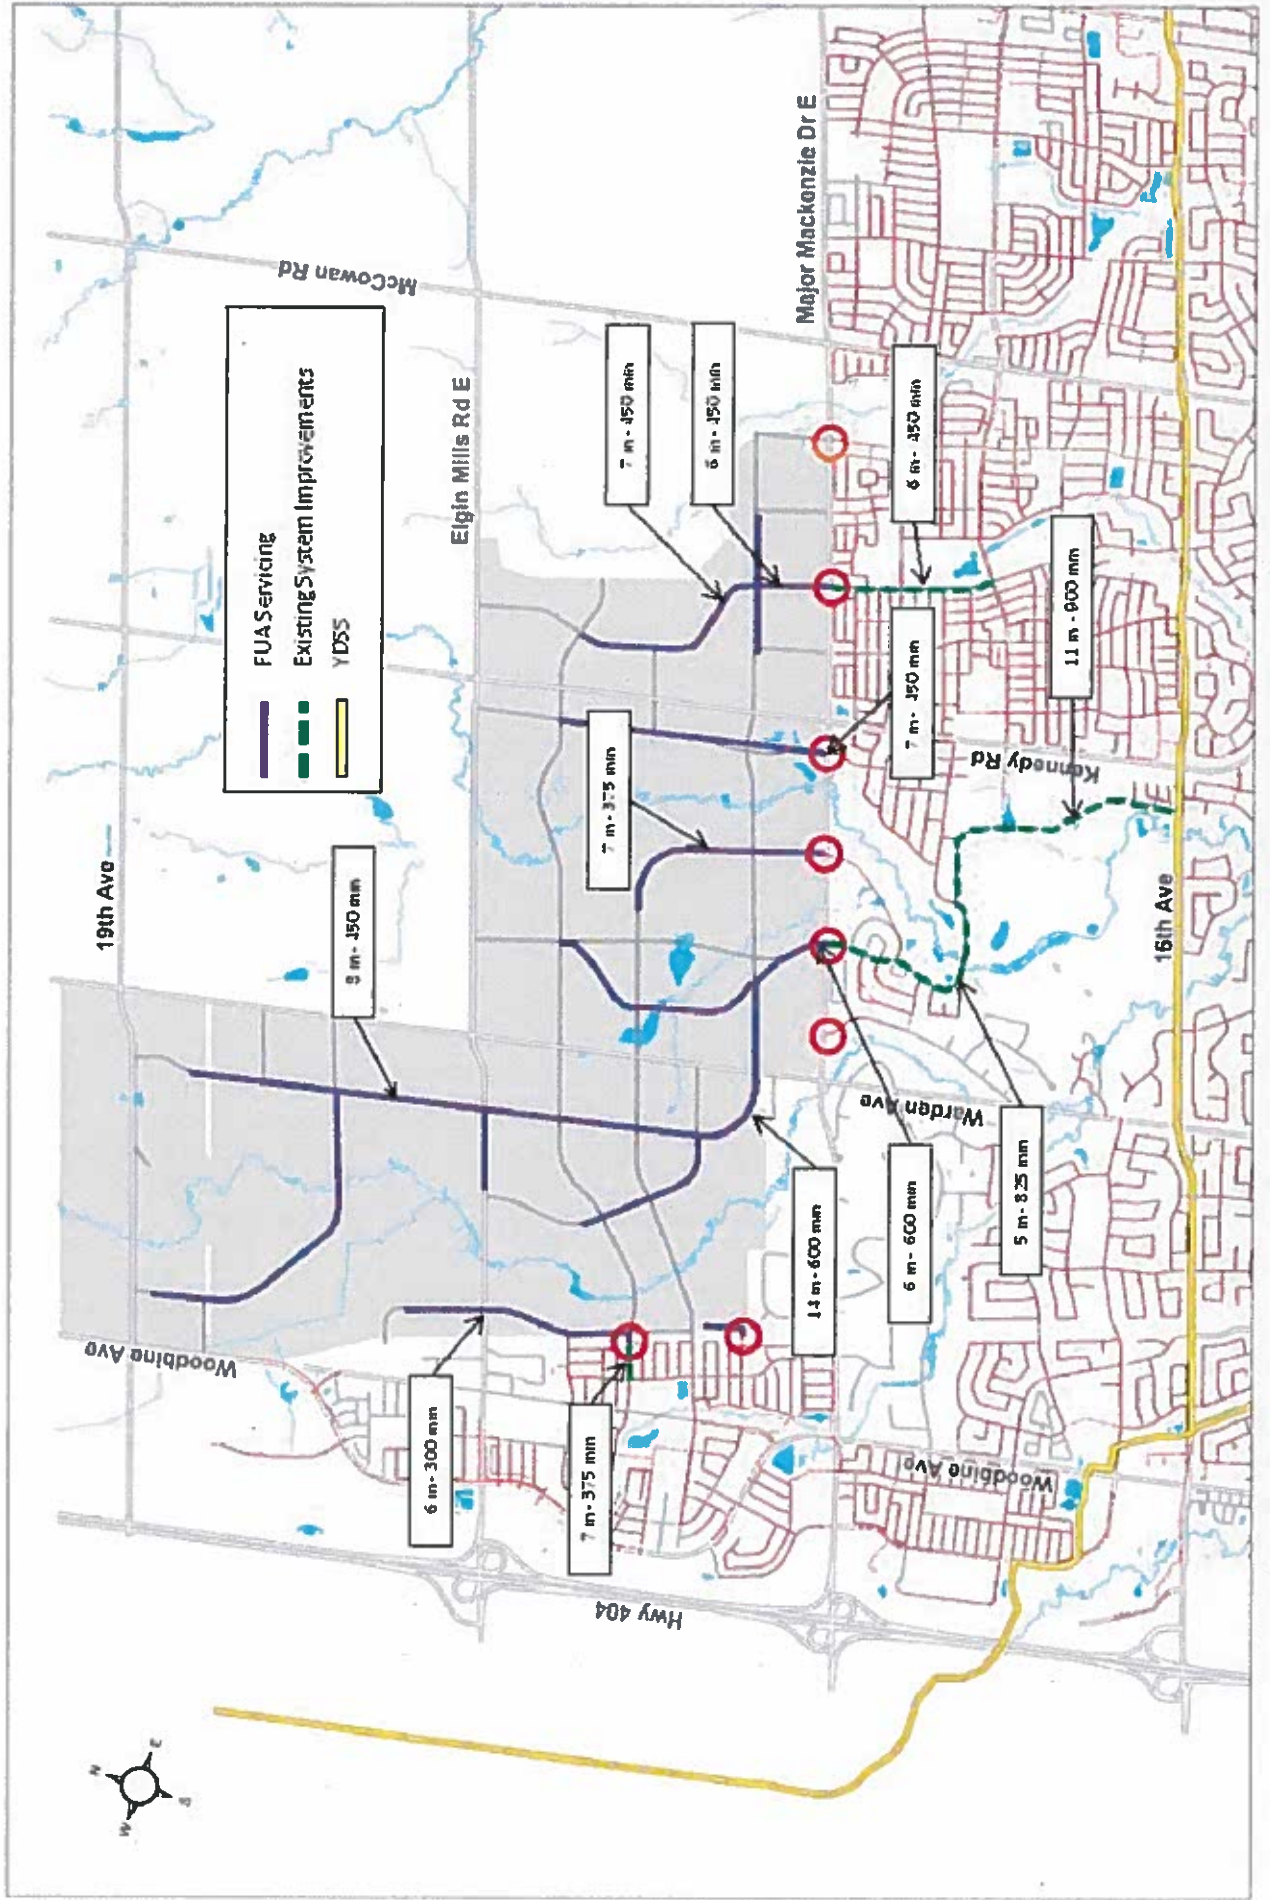 N
W
E
S
19th Ave
Woodbine Ave
FUA Servicing
Existing System Improvements
YDSS
McCowan Rd
8 m - 450 mm
6 m - 300 mm
Elgin Mills Rd E
7 m - 375 mm
7 m - 375 mm
7 m - 450 mm
Hwy 404
6 m - 450 mm
Major Mackenzie Dr E
14 m - 600 mm
6 m - 600 mm
7 m - 450 mm
6 m - 450 mm
Warden Ave
Woodbine Ave
5 m - 825 mm
Kennedy Rd
11 m - 900 mm
16th Ave